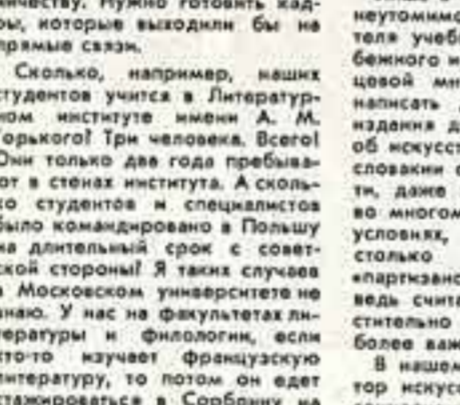 личеству. Нужно готовить кад-
ры, которые выходили бы на
прямые связи.
Сколько, например, наших
студентов учится в Литератур-
ном институте имени А. М.
Горького? Три человека. Всего!
Они только два года пребыва-
ют в стенах института. А сколь-
ко студентов и специалистов
было командировано в Польшу
на длительный срок с совет-
ской стороны? Я таких случаев
в Московском университете не
знаю. У нас на факультетах ли-
тературы и филологии, если
кто-то изучает французскую
литературу, то потом он едет
стажироваться в Сорбонну, на
неутомимо
теля учеб
бежного и
цовой мн
написать
издания д
об искусст
словакии
ти, даже
во многом
условиях,
столько
«партизанс
ведь счита
стительно
более важ
В нашем
тор искус